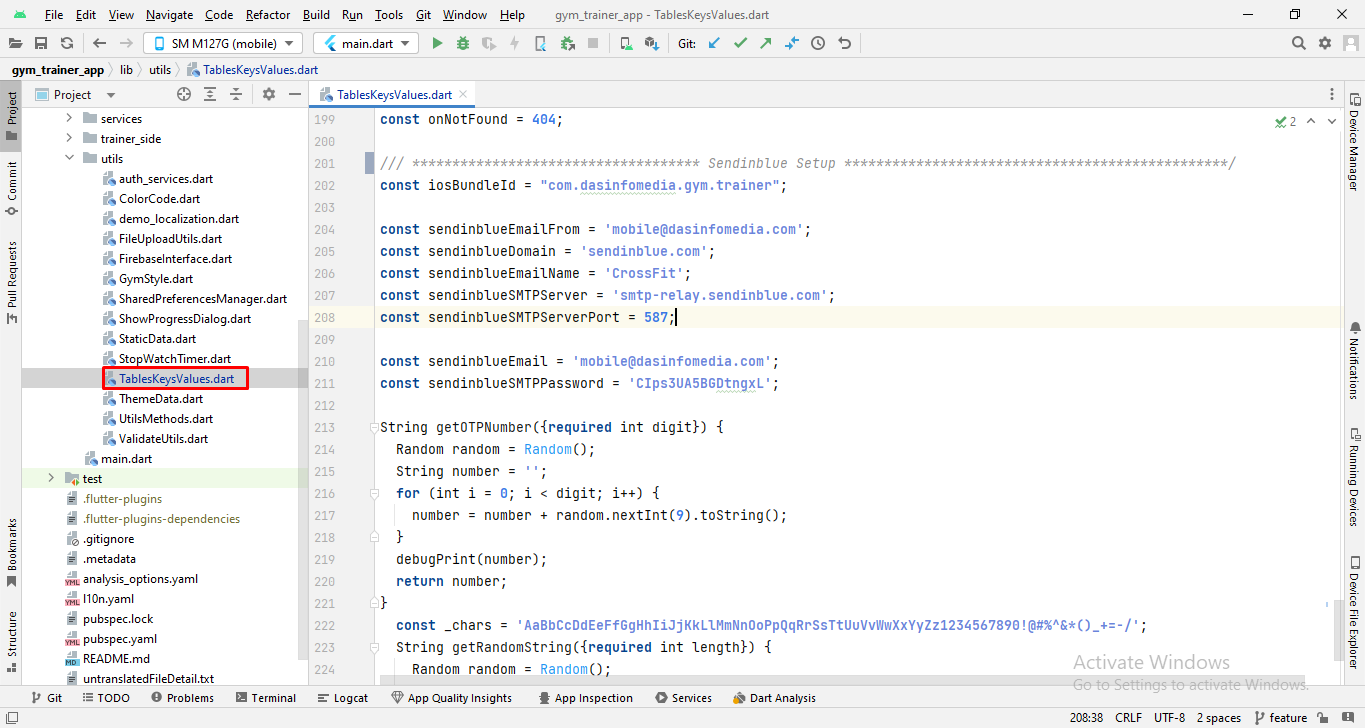 File Edit View Navigate Code Refactor Build Run Tools Git Window Help gym_trainer_app - TablesKeysValues.dart
SM M127G (mobile) main.dart Git:
gym_trainer_app lib utils TablesKeysValues.dart
Project
Commit
Pull Requests
Bookmarks
Structure
Project
services
trainer_side
utils
auth_services.dart
ColorCode.dart
demo_localization.dart
FileUploadUtils.dart
FirebaseInterface.dart
GymStyle.dart
SharedPreferencesManager.dart
ShowProgressDialog.dart
StaticData.dart
StopWatchTimer.dart
TablesKeysValues.dart
ThemeData.dart
UtilsMethods.dart
ValidateUtils.dart
main.dart
test
.flutter-plugins
.flutter-plugins-dependencies
.gitignore
.metadata
analysis_options.yaml
l10n.yaml
pubspec.lock
pubspec.yaml
README.md
untranslatedFileDetail.txt
TablesKeysValues.dart
2
199 const onNotFound = 404;
200
201 /// ************************************ Sendinblue Setup ************************************************/
202 const iosBundleId = "com.dasinfomedia.gym.trainer";
203
204 const sendinblueEmailFrom = 'mobile@dasinfomedia.com';
205 const sendinblueDomain = 'sendinblue.com';
206 const sendinblueEmailName = 'CrossFit';
207 const sendinblueSMTPServer = 'smtp-relay.sendinblue.com';
208 const sendinblueSMTPServerPort = 587;
209
210 const sendinblueEmail = 'mobile@dasinfomedia.com';
211 const sendinblueSMTPPassword = 'CIps3UA5BGDtngxL';
212
213 String getOTPNumber({required int digit}) {
214 Random random = Random();
215 String number = '';
216 for (int i = 0; i < digit; i++) {
217 number = number + random.nextInt(9).toString();
218 }
219 debugPrint(number);
220 return number;
221 }
222 const _chars = 'AaBbCcDdEeFfGgHhIiJjKkLlMmNnOoPpQqRrSsTtUuVvWwXxYyZz1234567890!@#%^&*()_+=-/';
223 String getRandomString({required int length}) {
224 Random random = Random();
Device Manager
Notifications
Running Devices
Device File Explorer
Activate Windows
Go to Settings to activate Windows.
Git TODO Problems Terminal Logcat App Quality Insights App Inspection Services Dart Analysis
208:38 CRLF UTF-8 2 spaces feature